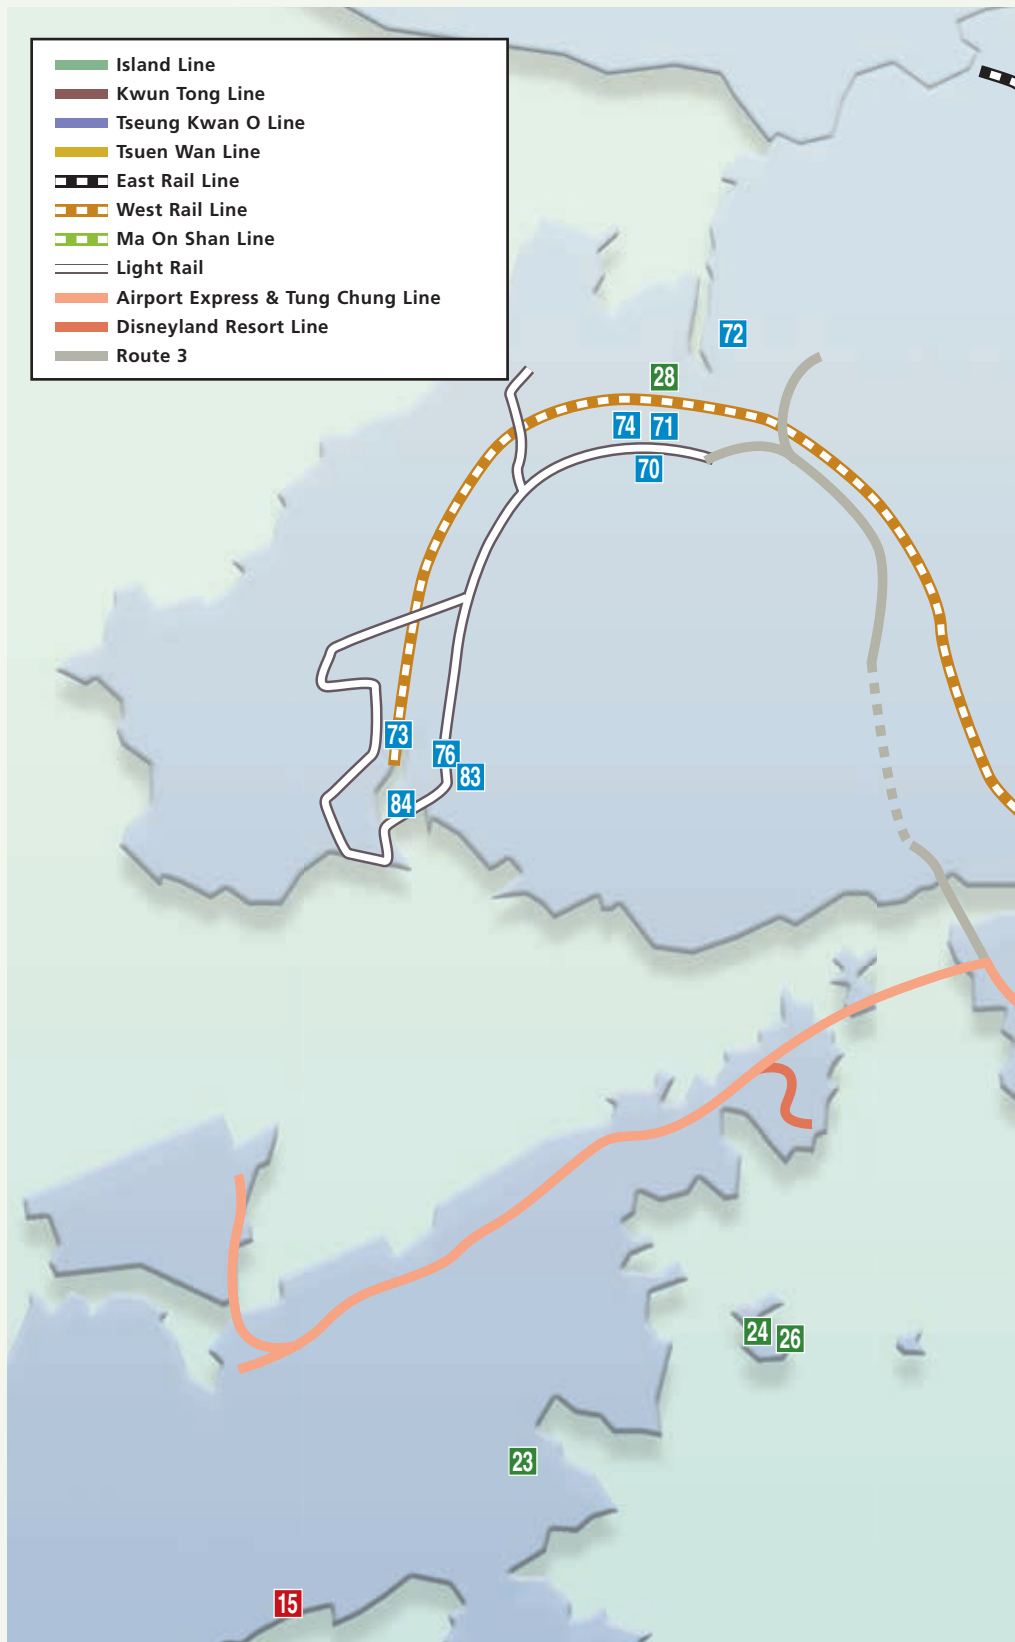 Island Line
Kwun Tong Line
Tseung Kwan O Line
Tsuen Wan Line
East Rail Line
West Rail Line
Ma On Shan Line
Light Rail
Airport Express & Tung Chung Line
Disneyland Resort Line
Route 3
72
28
74 71
70
73
76
83
84
24
26
23
15